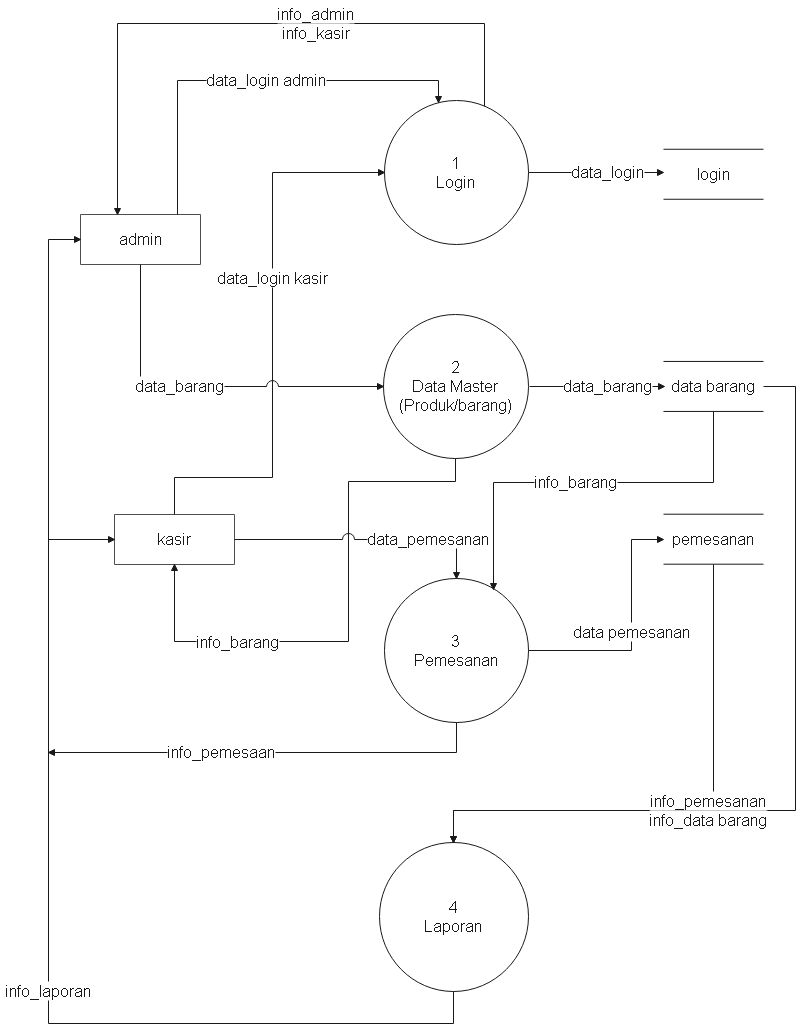 info_admin
info_kasir
data_login admin
1
Login
data_login
login
admin
data_login kasir
2
Data Master
(Produk/barang)
data_barang
data_barang
data barang
info_barang
kasir
data_pemesanan
pemesanan
info_barang
3
Pemesanan
data pemesanan
info_pemesaan
info_pemesanan
info_data barang
4
Laporan
info_laporan